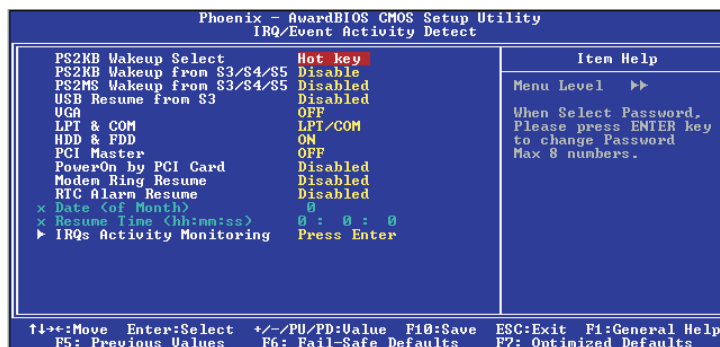 Phoenix - AwardBIOS CMOS Setup Utility
IRQ/Event Activity Detect
PS2KB Wakeup Select Hot key
PS2KB Wakeup from S3/S4/S5 Disable
PS2MS Wakeup from S3/S4/S5 Disabled
USB Resume from S3 Disabled
VGA OFF
LPT & COM LPT/COM
HDD & FDD ON
PCI Master OFF
PowerOn by PCI Card Disabled
Modem Ring Resume Disabled
RTC Alarm Resume Disabled
x Date (of Month) 0
x Resume Time (hh:mm:ss) 0 : 0 : 0
▶ IRQs Activity Monitoring Press Enter
Item Help
Menu Level ▶▶
When Select Password,
Please press ENTER key
to change Password
Max 8 numbers.
↑↓→←:Move Enter:Select +/-/PU/PD:Value F10:Save ESC:Exit F1:General Help
F5: Previous Values F6: Fail-Safe Defaults F7: Optimized Defaults